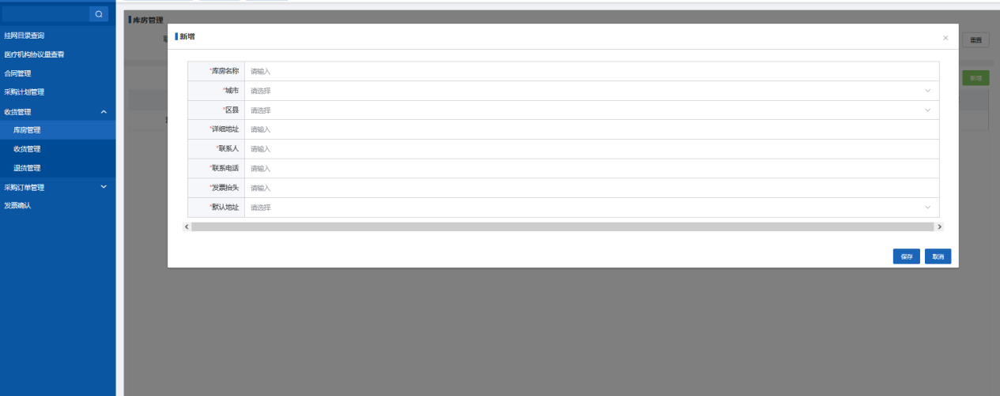 挂网目录查询
医疗机构协议量查看
合同管理
采购计划管理
收货管理
库房管理
收货管理
退货管理
采购订单管理
发票确认
库房管理
重置
新增
新增
*库房名称 请输入
*城市 请选择
*区县 请选择
*详细地址 请输入
*联系人 请输入
*联系电话 请输入
*发票抬头 请输入
*默认地址 请选择
保存 取消